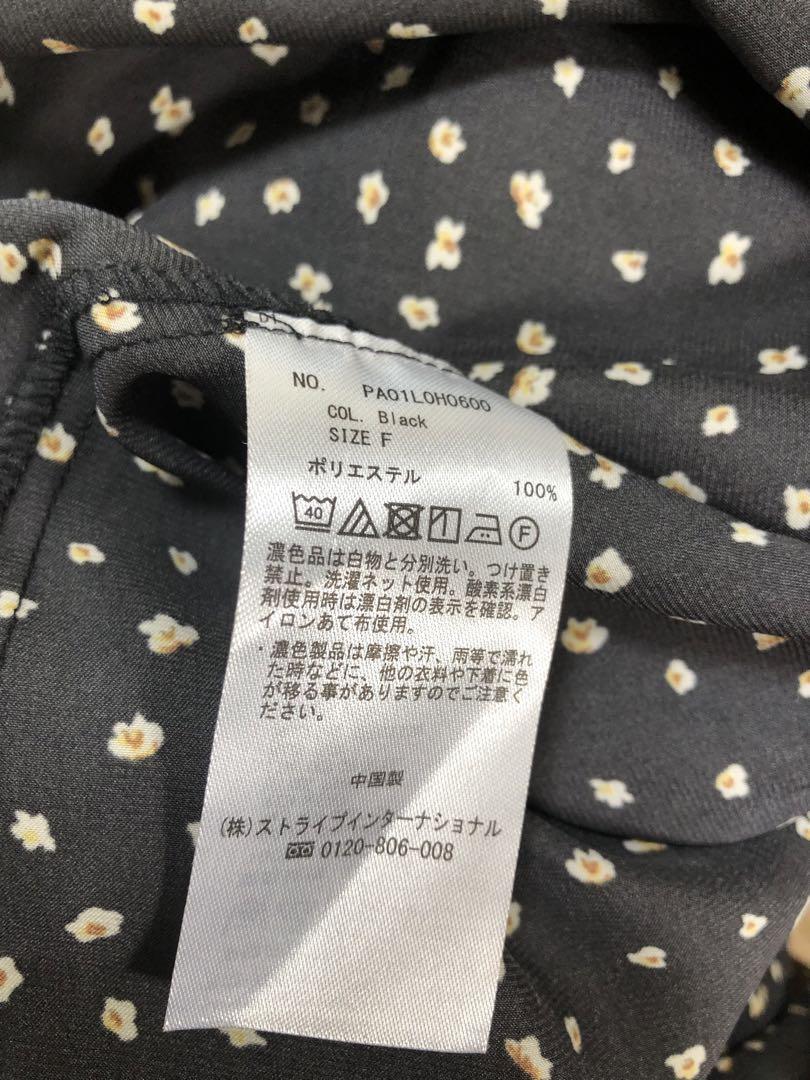 NO. PA01L0H0600
COL. Black
SIZE F
ポリエステル 100%
40 F
濃色品は白物と分別洗い。つけ置き
禁止。洗濯ネット使用。酸素系漂白
剤使用時は漂白剤の表示を確認。ア
イロンあて布使用。
・濃色製品は摩擦や汗、雨等で濡れ
た時などに、他の衣料や下着に色
が移る事がありますのでご注意く
ださい。
中国製
(株)ストライプインターナショナル
0120-806-008